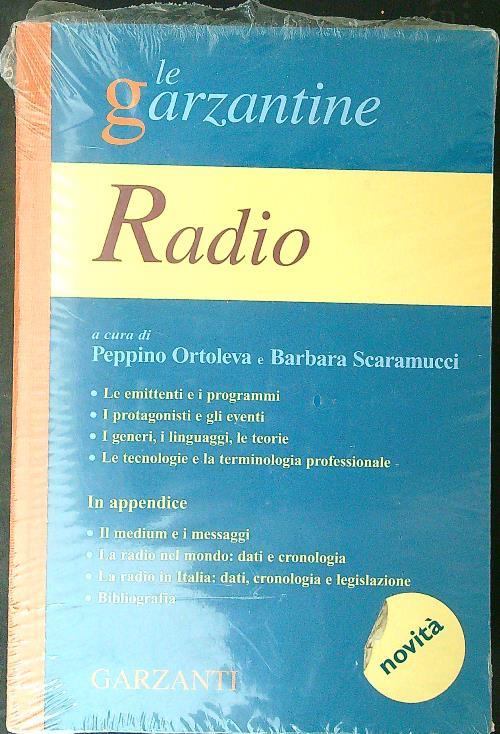 le
garzantine
Radio
a cura di
Peppino Ortoleva e Barbara Scaramucci
• Le emittenti e i programmi
• I protagonisti e gli eventi
• I generi, i linguaggi, le teorie
• Le tecnologie e la terminologia professionale
In appendice
• Il medium e i messaggi
• La radio nel mondo: dati e cronologia
• La radio in Italia: dati, cronologia e legislazione
• Bibliografia
novità
GARZANTI